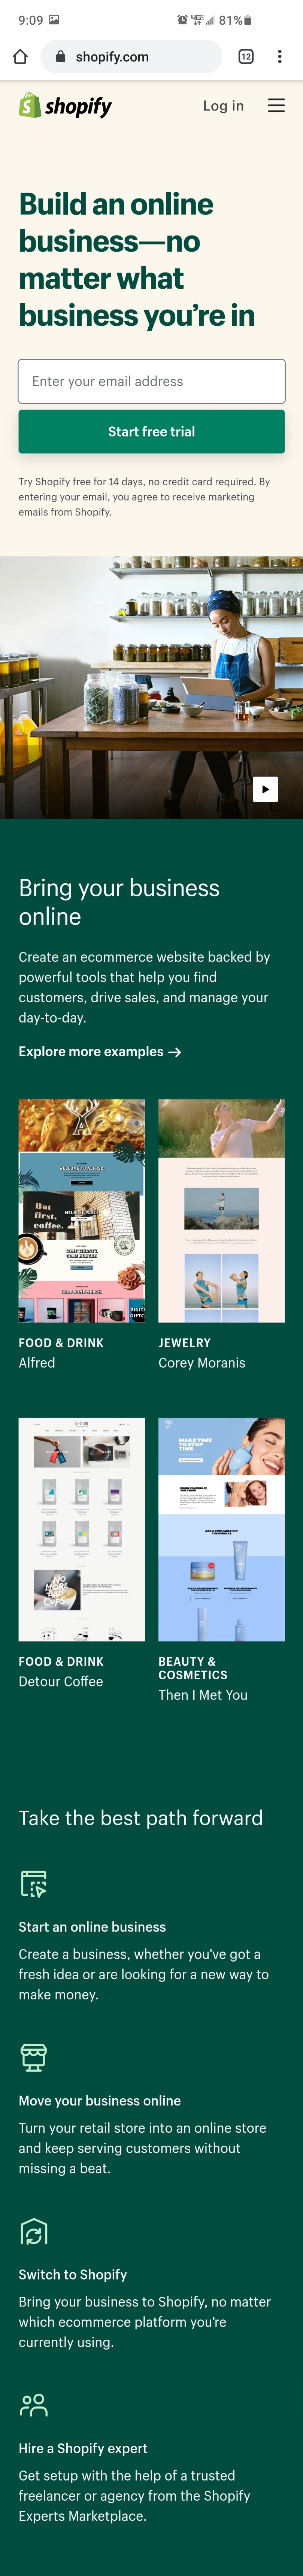 9:09
81%
shopify.com
12
shopify
Log in
Build an online
business—no
matter what
business you’re in
Enter your email address
Start free trial
Try Shopify free for 14 days, no credit card required. By
entering your email, you agree to receive marketing
emails from Shopify.
Bring your business
online
Create an ecommerce website backed by
powerful tools that help you find
customers, drive sales, and manage your
day-to-day.
Explore more examples →
But
first,
coffee.
FOOD & DRINK
Alfred
JEWELRY
Corey Moranis
NO
MORE
BAD
CUPS
MAKE TIME
TO STOP
TIME
FOOD & DRINK
Detour Coffee
BEAUTY &
COSMETICS
Then I Met You
Take the best path forward
Start an online business
Create a business, whether you’ve got a
fresh idea or are looking for a new way to
make money.
Move your business online
Turn your retail store into an online store
and keep serving customers without
missing a beat.
Switch to Shopify
Bring your business to Shopify, no matter
which ecommerce platform you’re
currently using.
Hire a Shopify expert
Get setup with the help of a trusted
freelancer or agency from the Shopify
Experts Marketplace.